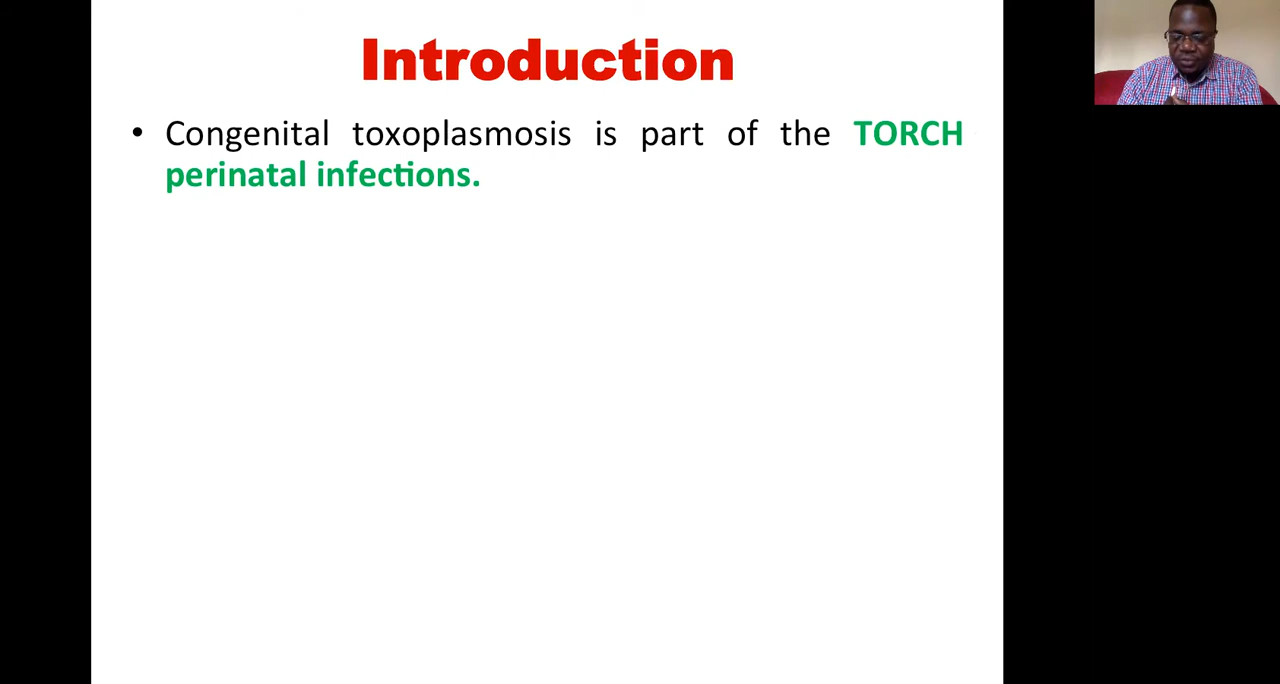 Introduction
• Congenital toxoplasmosis is part of the TORCH
perinatal infections.